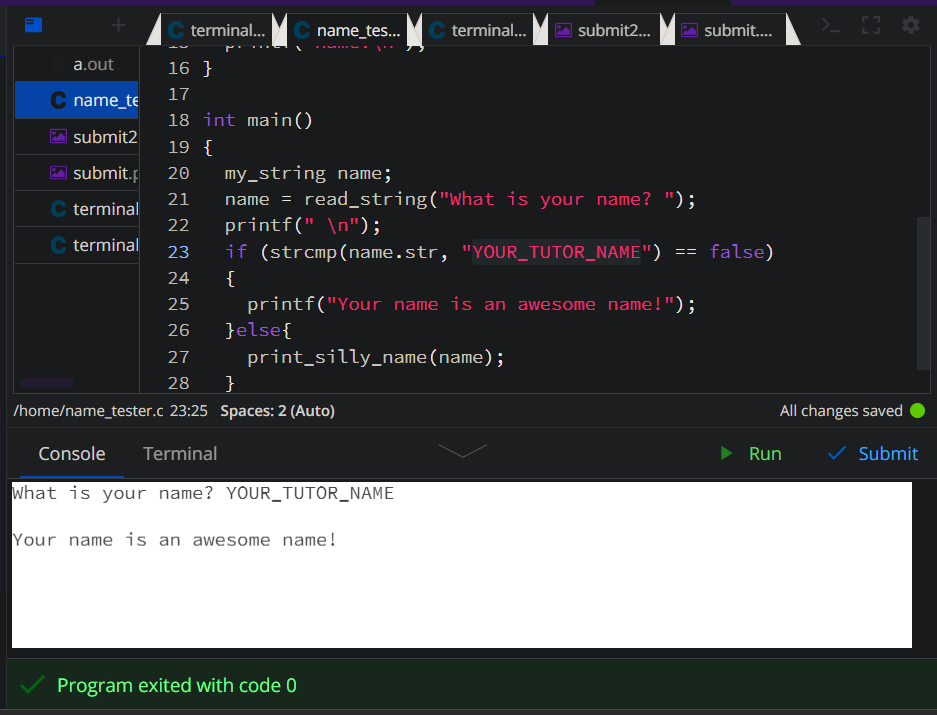 terminal...
name_tes...
terminal...
submit2...
submit....
a.out
name_te
submit2
submit.p
terminal
terminal
16 }
17
18 int main()
19 {
20 my_string name;
21 name = read_string("What is your name? ");
22 printf(" \n");
23 if (strcmp(name.str, "YOUR_TUTOR_NAME") == false)
24 {
25 printf("Your name is an awesome name!");
26 }else{
27 print_silly_name(name);
28 }
/home/name_tester.c 23:25 Spaces: 2 (Auto)
All changes saved
Console Terminal
Run Submit
What is your name? YOUR_TUTOR_NAME
Your name is an awesome name!
Program exited with code 0